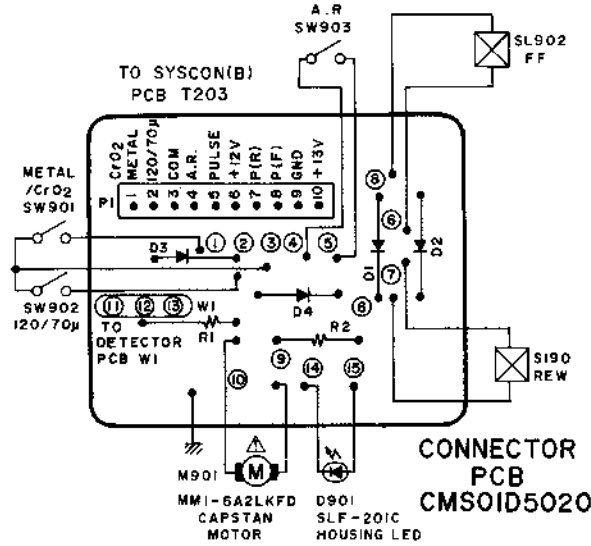 A.R
SW903
SL902
FF
TO SYSCON(B)
PCB T203
METAL
/CrO2
SW901
CrO2
METAL
120/70µ
COM
A.R.
PULSE
+12V
P(R)
P(F)
GND
+13V
P1
1 2 3 4 5 6 7 8 9 10
D3
1 2 3 4 5
8
6
7
8
D1
D2
D4
SW902
120/70µ
11 12 13
W1
TO
DETECTOR
PCB W1
R1
R2
10
9
14
15
S190
REW
M901
M
MM1-6A2LKFD
CAPSTAN
MOTOR
D901
SLF-201C
HOUSING LED
CONNECTOR
PCB
CMS01D5020